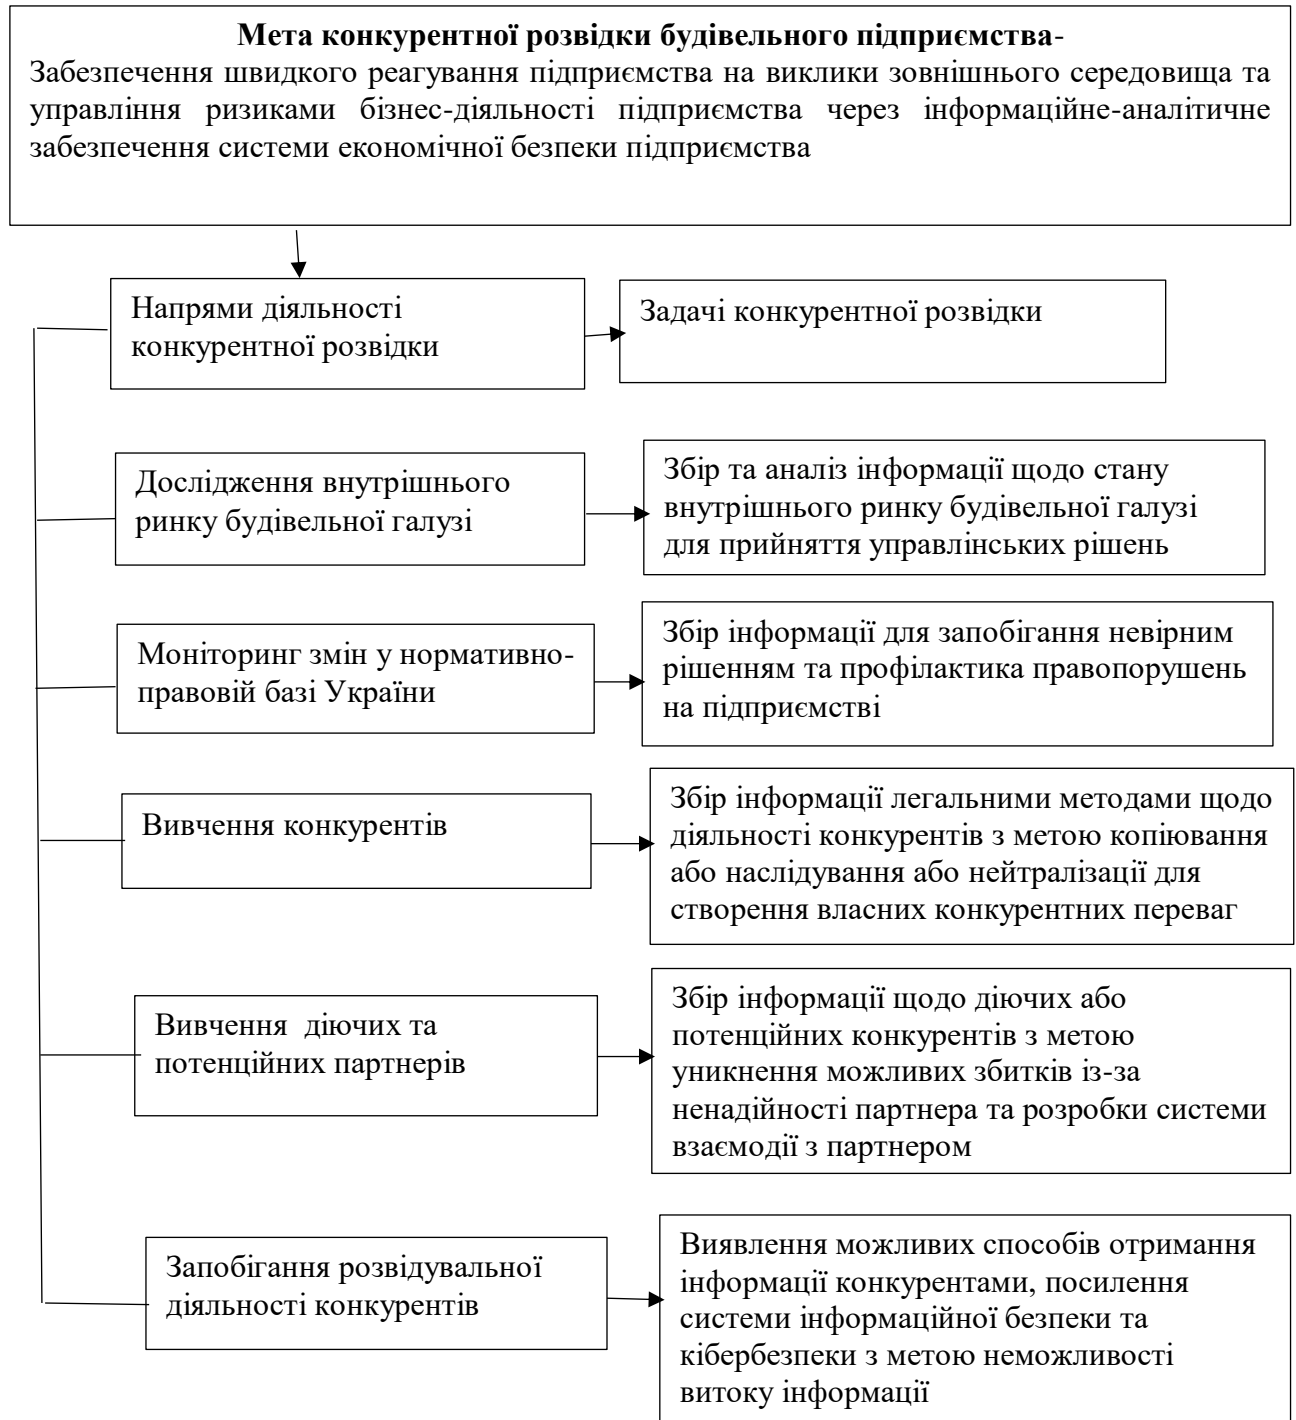 Мета конкурентної розвідки будівельного підприємства-
Забезпечення швидкого реагування підприємства на виклики зовнішнього середовища та
управління ризиками бізнес-діяльності підприємства через інформаційне-аналітичне
забезпечення системи економічної безпеки підприємства
Напрями діяльності
конкурентної розвідки
Задачі конкурентної розвідки
Дослідження внутрішнього
ринку будівельної галузі
Збір та аналіз інформації щодо стану
внутрішнього ринку будівельної галузі
для прийняття управлінських рішень
Моніторинг змін у нормативно-
правовій базі України
Збір інформації для запобігання невірним
рішенням та профілактика правопорушень
на підприємстві
Вивчення конкурентів
Збір інформації легальними методами щодо
діяльності конкурентів з метою копіювання
або наслідування або нейтралізації для
створення власних конкурентних переваг
Вивчення діючих та
потенційних партнерів
Збір інформації щодо діючих або
потенційних конкурентів з метою
уникнення можливих збитків із-за
ненадійності партнера та розробки системи
взаємодії з партнером
Запобігання розвідувальної
діяльності конкурентів
Виявлення можливих способів отримання
інформації конкурентами, посилення
системи інформаційної безпеки та
кібербезпеки з метою неможливості
витоку інформації